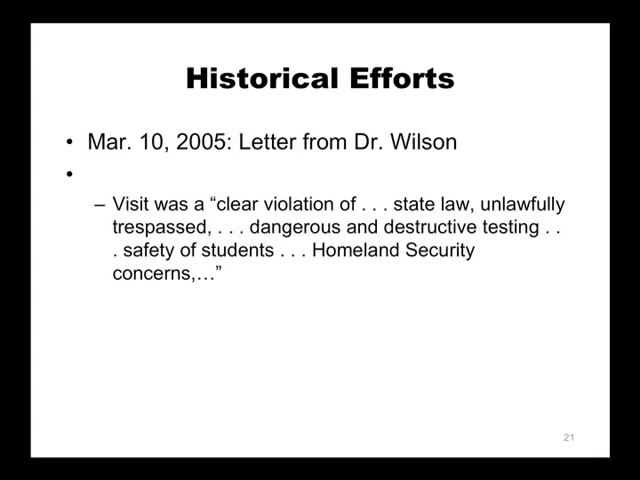 Historical Efforts
• Mar. 10, 2005: Letter from Dr. Wilson
•
– Visit was a “clear violation of . . . state law, unlawfully
trespassed, . . . dangerous and destructive testing . .
. safety of students . . . Homeland Security
concerns,…”
21